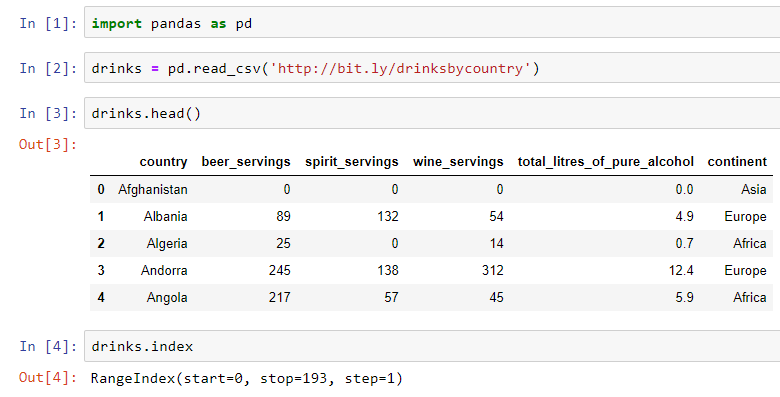 In [1]: import pandas as pd
In [2]: drinks = pd.read_csv('http://bit.ly/drinksbycountry')
In [3]: drinks.head()
Out[3]:
country beer_servings spirit_servings wine_servings total_litres_of_pure_alcohol continent
0 Afghanistan 0 0 0 0.0 Asia
1 Albania 89 132 54 4.9 Europe
2 Algeria 25 0 14 0.7 Africa
3 Andorra 245 138 312 12.4 Europe
4 Angola 217 57 45 5.9 Africa
In [4]: drinks.index
Out[4]: RangeIndex(start=0, stop=193, step=1)